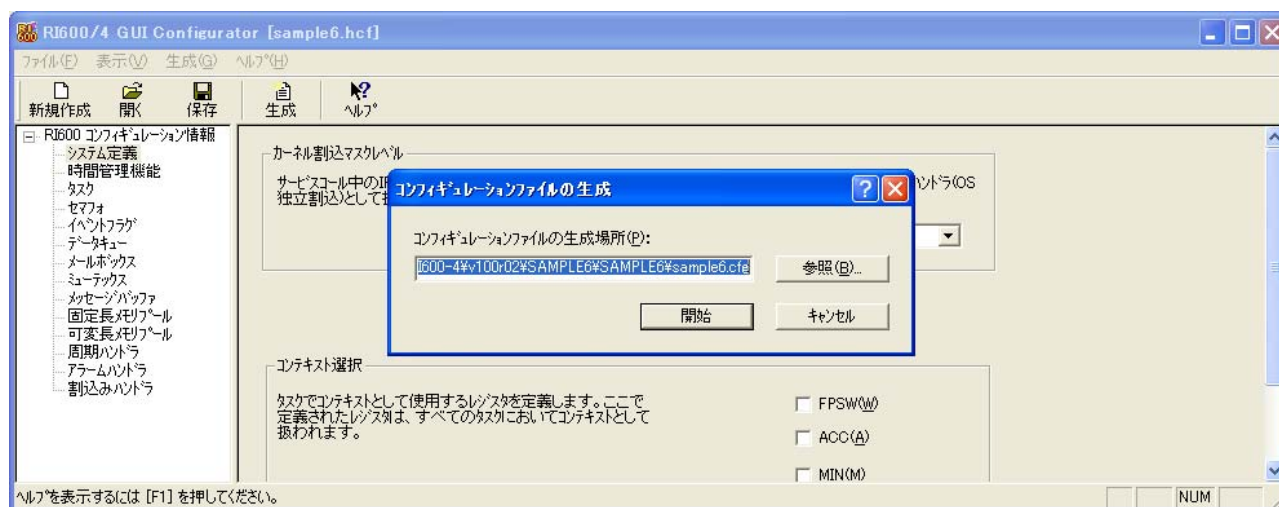 RI600/4 GUI Configurator [sample6.hcf]
ファイル(F) 表示(V) 生成(G) ヘルプ(H)
新規作成 開く 保存 生成 ヘルプ
RI600 コンフィギュレーション情報
システム定義
時間管理機能
タスク
セマフォ
イベントフラグ
データキュー
メールボックス
ミューテックス
メッセージバッファ
固定長メモリプール
可変長メモリプール
周期ハンドラ
アラームハンドラ
割込みハンドラ
カーネル割込マスクレベル
サービスコール中の
ハンドラ(OS
独立割込)として
コンフィギュレーションファイルの生成
コンフィギュレーションファイルの生成場所(P):
I600-4¥v100r02¥SAMPLE6¥SAMPLE6¥sample6.cfg
参照(B)...
開始
キャンセル
コンテキスト選択
タスクでコンテキストとして使用するレジスタを定義します。ここで
定義されたレジスタは、すべてのタスクにおいてコンテキストとして
扱われます。
FPSW(W)
ACC(A)
MIN(M)
ヘルプを表示するには [F1] を押してください。
NUM